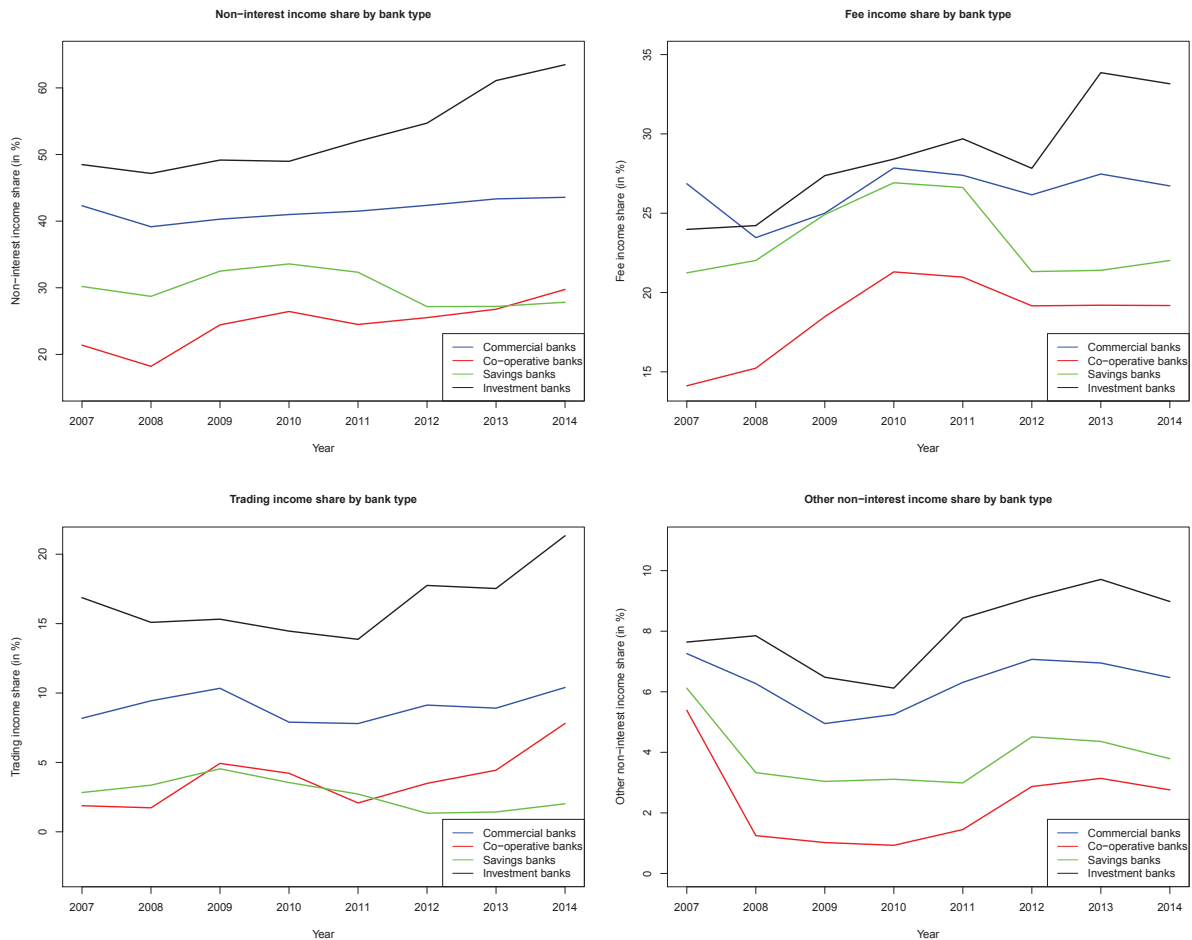 Non−interest income share by bank type
Non−interest income share (in %)
60
50
40
30
20
2007 2008 2009 2010 2011 2012 2013 2014
Year
Commercial banks
Co−operative banks
Savings banks
Investment banks
Fee income share by bank type
Fee income share (in %)
35
30
25
20
15
2007 2008 2009 2010 2011 2012 2013 2014
Year
Commercial banks
Co−operative banks
Savings banks
Investment banks
Trading income share by bank type
Trading income share (in %)
20
15
10
5
0
2007 2008 2009 2010 2011 2012 2013 2014
Year
Commercial banks
Co−operative banks
Savings banks
Investment banks
Other non−interest income share by bank type
Other non−interest income share (in %)
10
8
6
4
2
0
2007 2008 2009 2010 2011 2012 2013 2014
Year
Commercial banks
Co−operative banks
Savings banks
Investment banks